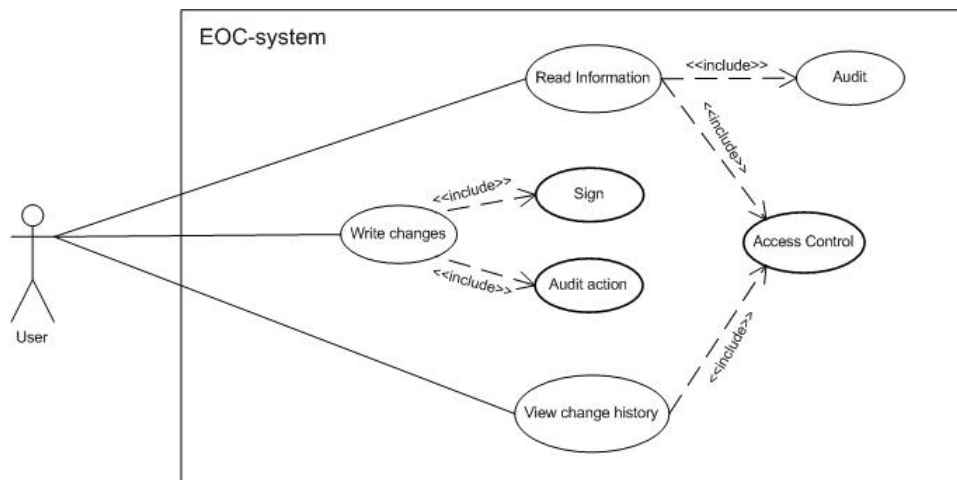 EOC-system
Read Information
<<include>>
Audit
<<include>>
<<include>>
Sign
Write changes
Access Control
<<include>>
Audit action
User
<<include>>
View change history